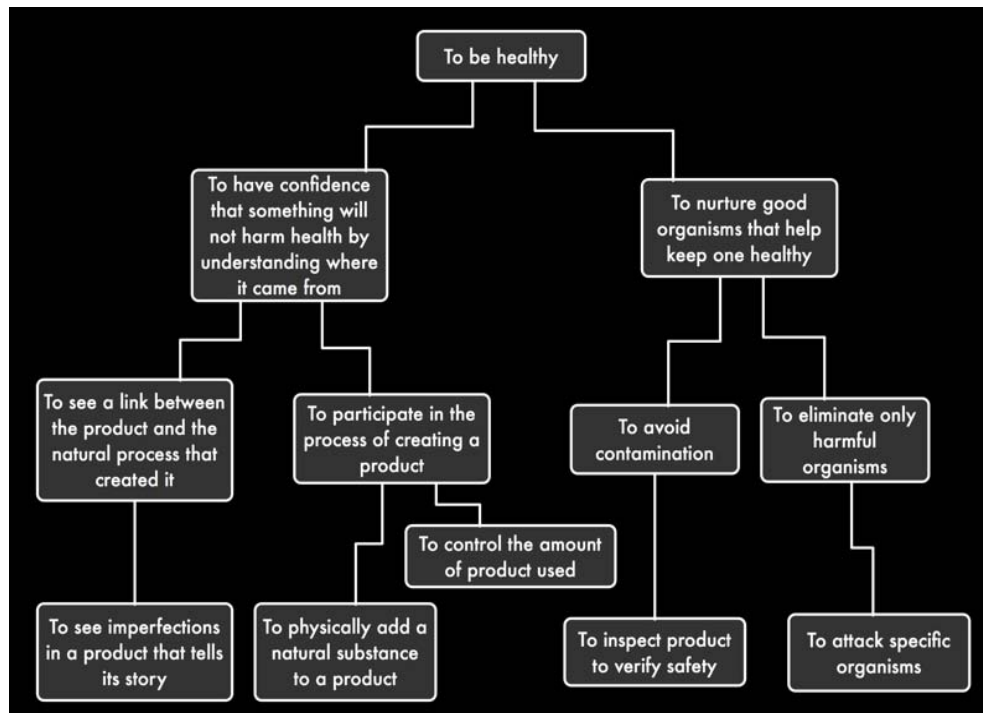 To be healthy
To have confidence
that something will
not harm health by
understanding where
it came from
To nurture good
organisms that help
keep one healthy
To see a link between
the product and the
natural process that
created it
To participate in the
process of creating a
product
To avoid
contamination
To eliminate only
harmful
organisms
To control the amount
of product used
To see imperfections
in a product that tells
its story
To physically add a
natural substance
to a product
To inspect product
to verify safety
To attack specific
organisms